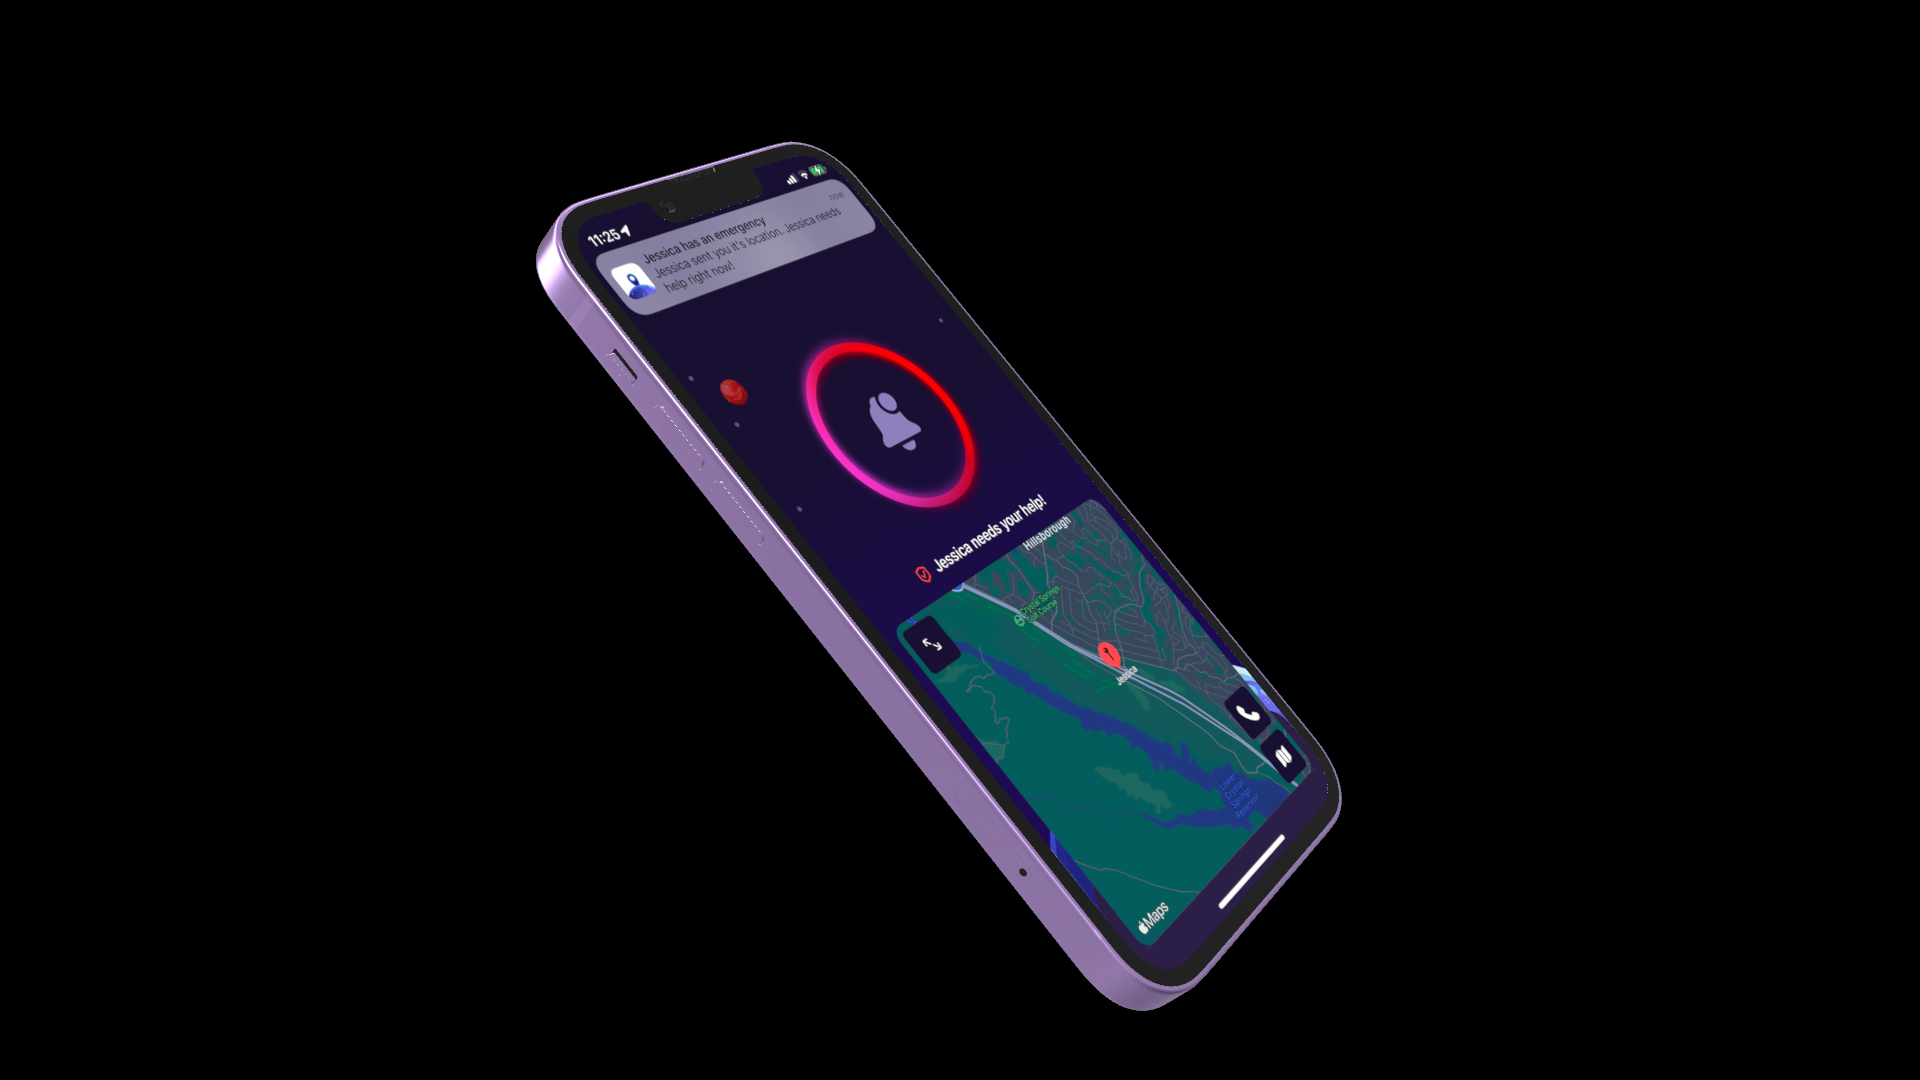 11:25
now
Jessica has an emergency
Jessica sent you it's location. Jessica needs
help right now!
Jessica needs your help!
Hillsborough
Crystal Springs
Golf Course
Jessica
Lower
Crystal
Springs
Reservoir
Maps